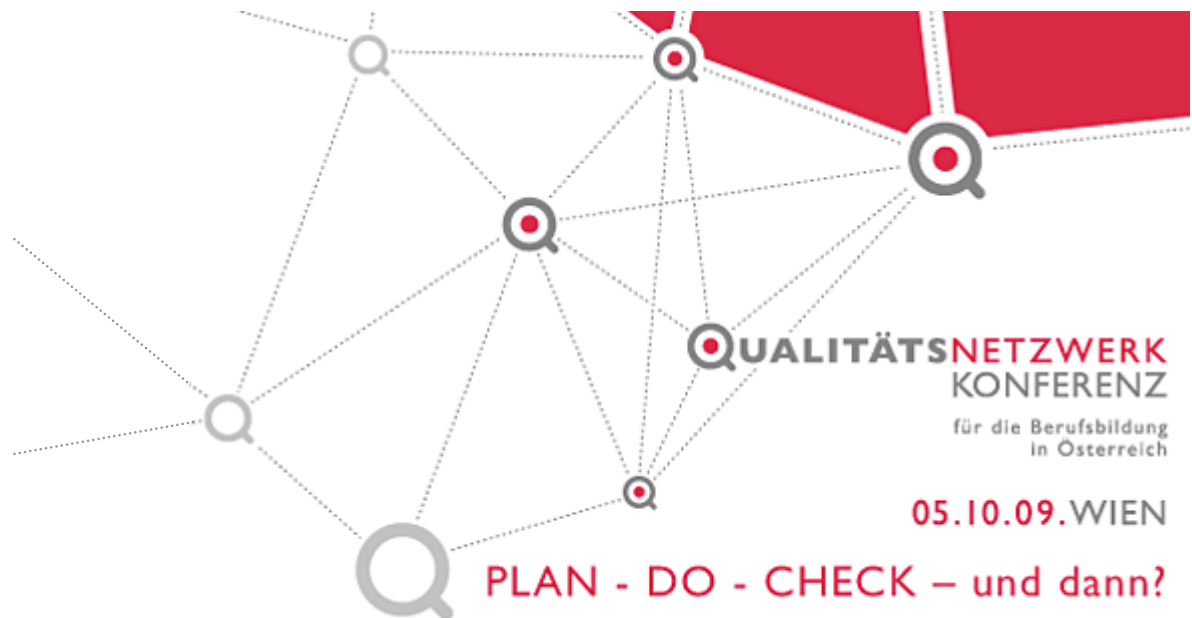 QUALITÄTSNETZWERK
KONFERENZ
für die Berufsbildung
in Österreich
05.10.09.WIEN
PLAN - DO - CHECK – und dann?